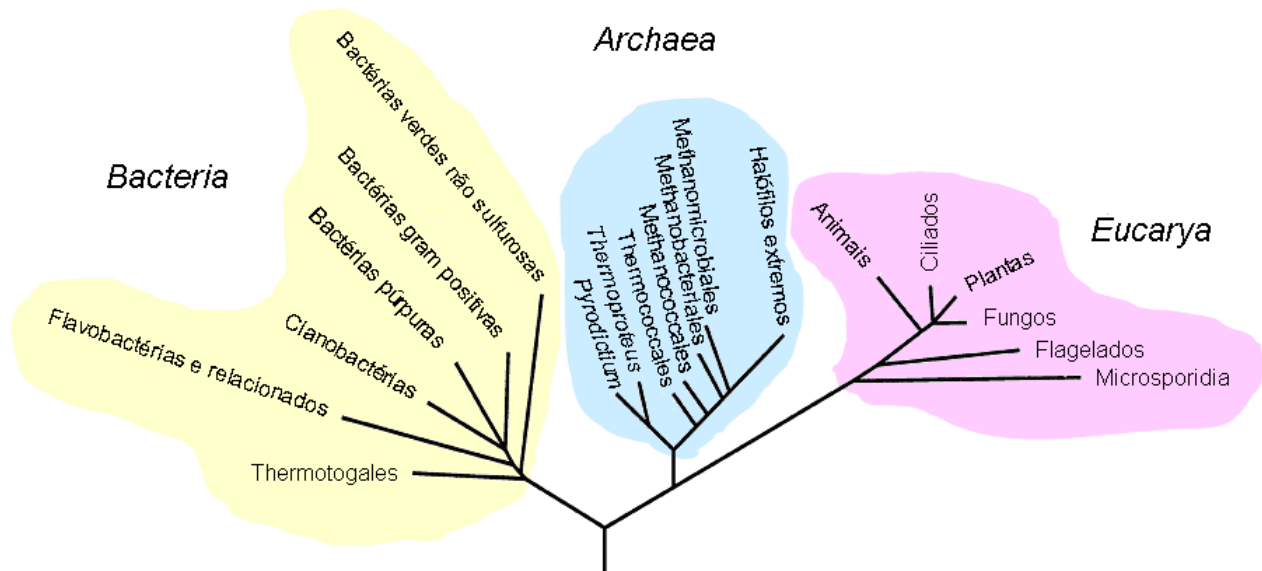 Archaea
Bacteria
Eucarya
Bactérias verdes não sulfurosas
Bactérias gram positivas
Bactérias púrpuras
Cianobactérias
Flavobactérias e relacionados
Thermotogales
Pyrodictium
Thermoproteus
Thermococcales
Methanococcales
Methanobacteriales
Methanomicrobiales
Halófilos extremos
Animais
Ciliados
Plantas
Fungos
Flagelados
Microsporidia